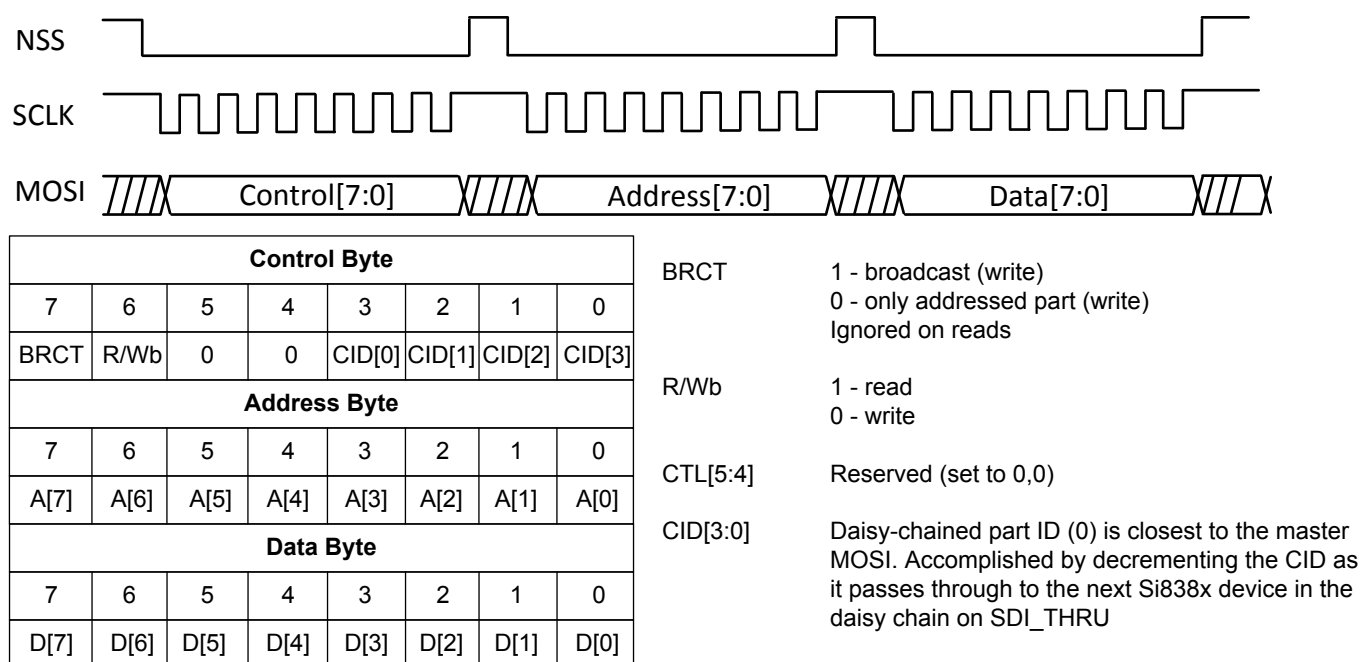 NSS
SCLK
MOSI Control[7:0] Address[7:0] Data[7:0]
Control Byte
7 6 5 4 3 2 1 0
BRCT R/Wb 0 0 CID[0] CID[1] CID[2] CID[3]
Address Byte
7 6 5 4 3 2 1 0
A[7] A[6] A[5] A[4] A[3] A[2] A[1] A[0]
Data Byte
7 6 5 4 3 2 1 0
D[7] D[6] D[5] D[4] D[3] D[2] D[1] D[0]
BRCT 1 - broadcast (write)
0 - only addressed part (write)
Ignored on reads
R/Wb 1 - read
0 - write
CTL[5:4] Reserved (set to 0,0)
CID[3:0] Daisy-chained part ID (0) is closest to the master
MOSI. Accomplished by decrementing the CID as
it passes through to the next Si838x device in the
daisy chain on SDI_THRU